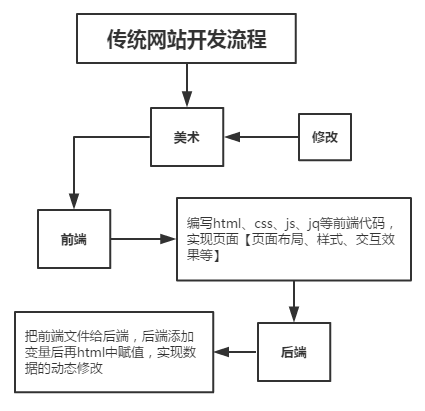 传统网站开发流程
美术
修改
前端
编写html、css、js、jq等前端代码，
实现页面【页面布局、样式、交互效
果等】
把前端文件给后端，后端添加
变量后再html中赋值，实现数
据的动态修改
后端